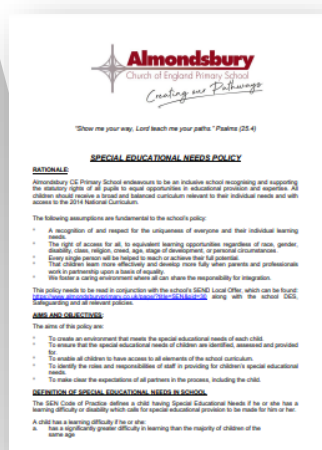 Almondsbury
Church of England Primary School
Creating our Pathways
"Show me your way, Lord teach me your paths." Psalms (25.4)
SPECIAL EDUCATIONAL NEEDS POLICY
RATIONALE:
Almondsbury CE Primary School endeavours to be an inclusive school recognising and supporting
the statutory rights of all pupils to equal opportunities in educational provision and expertise. All
children should receive a broad and balanced curriculum relevant to their individual needs and with
access to the 2014 National Curriculum.
The following assumptions are fundamental to the school's policy:
* A recognition of and respect for the uniqueness of everyone and their individual learning
needs.
* The right of access for all, to equivalent learning opportunities regardless of race, gender,
disability, class, religion, creed, age, stage of development, or personal circumstances
* Every single person will be helped to reach or achieve their full potential.
* That children learn more effectively and develop more fully when parents and professionals
work in partnership upon a basis of equality.
* We foster a caring environment where all can share the responsibility for integration.
This policy needs to be read in conjunction with the school's SEND Local Offer, which can be found:
along with the school DES,
Safeguarding and all relevant policies.
AIMS AND OBJECTIVES:
The aims of this policy are:
* To create an environment that meets the special educational needs of each child.
* To ensure that the special educational needs of children are identified, assessed and provided
for.
* To enable all children to have access to all elements of the school curriculum.
* To identify the roles and responsibilities of staff in providing for children's special educational
needs.
* To make clear the expectations of all partners in the process, including the child.
DEFINITION OF SPECIAL EDUCATIONAL NEEDS IN SCHOOL
The SEN Code of Practice defines a child having Special Educational Needs if he or she has a
learning difficulty or disability which calls for special educational provision to be made for him or her.
A child has a learning difficulty if he or she:
a. has a significantly greater difficulty in learning than the majority of children of the
same age